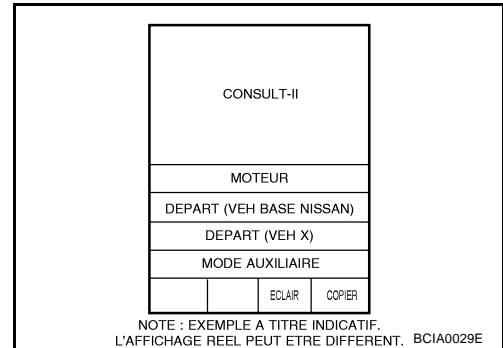 CONSULT-II
MOTEUR
DEPART (VEH BASE NISSAN)
DEPART (VEH X)
MODE AUXILIAIRE
ECLAIR COPIER
NOTE : EXEMPLE A TITRE INDICATIF.
L'AFFICHAGE REEL PEUT ETRE DIFFERENT. BCIA0029E